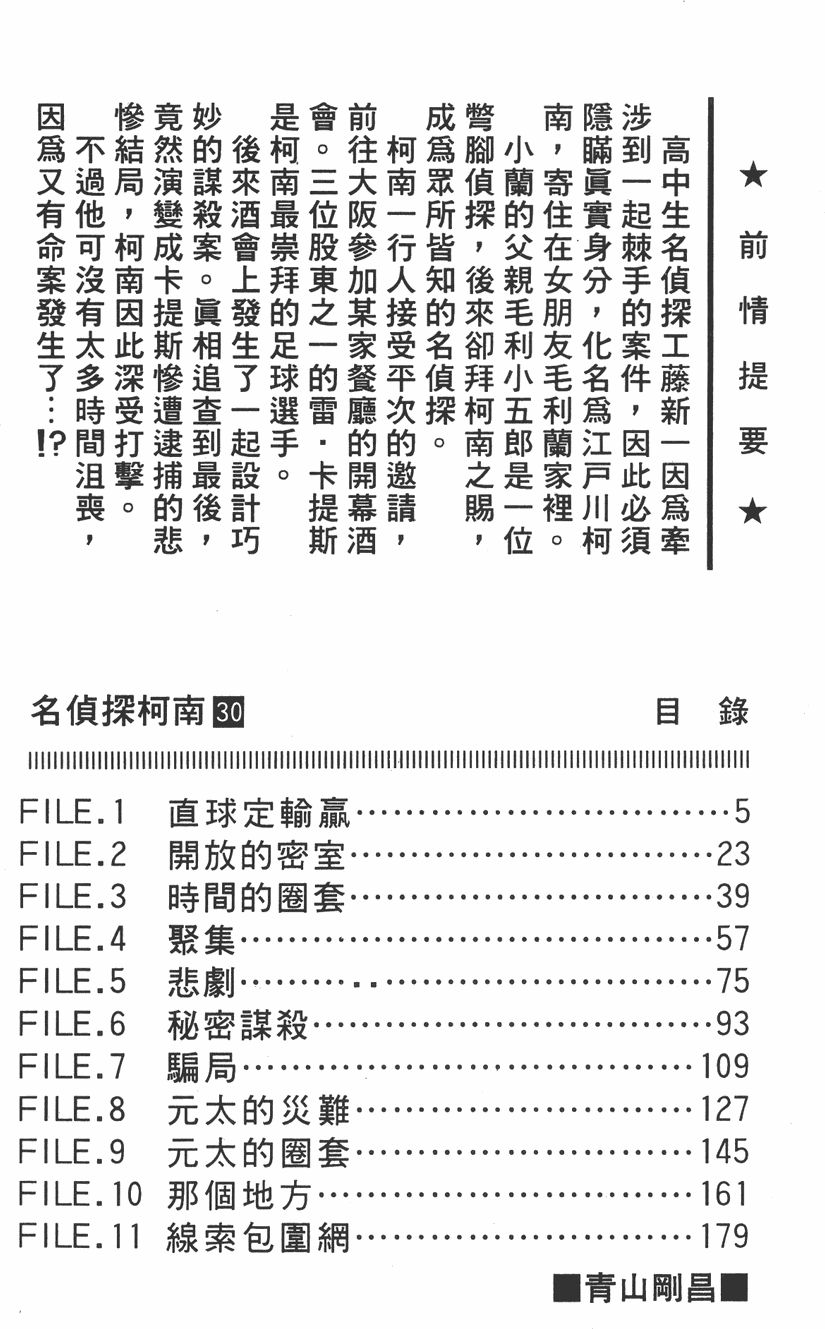 ★前情提要★
高中生名偵探工藤新一因爲牽
涉到一起棘手的案件，因此必須
隱瞞眞實身分，化名爲江戶川柯
南，寄住在女朋友毛利蘭家裡。
小蘭的父親毛利小五郎是一位
彆腳偵探，後來卻拜柯南之賜，
成爲眾所皆知的名偵探。
柯南一行人接受平次的邀請，
前往大阪參加某家餐廳的開幕酒
會。三位股東之一的雷·卡提斯
是柯南最崇拜的足球選手。
後來酒會上發生了一起設計巧
妙的謀殺案。眞相追查到最後，
竟然演變成卡提斯慘遭逮捕的悲
慘結局，柯南因此深受打擊。
不過他可沒有太多時間沮喪，
因爲又有命案發生了…!?
名偵探柯南30 目 錄
FILE.1 直球定輸贏……………………………5
FILE.2 開放的密室……………………………23
FILE.3 時間的圈套……………………………39
FILE.4 聚集……………………………………57
FILE.5 悲劇……………………………………75
FILE.6 秘密謀殺………………………………93
FILE.7 騙局……………………………………109
FILE.8 元太的災難……………………………127
FILE.9 元太的圈套……………………………145
FILE.10 那個地方………………………………161
FILE.11 線索包圍網……………………………179
■青山剛昌■